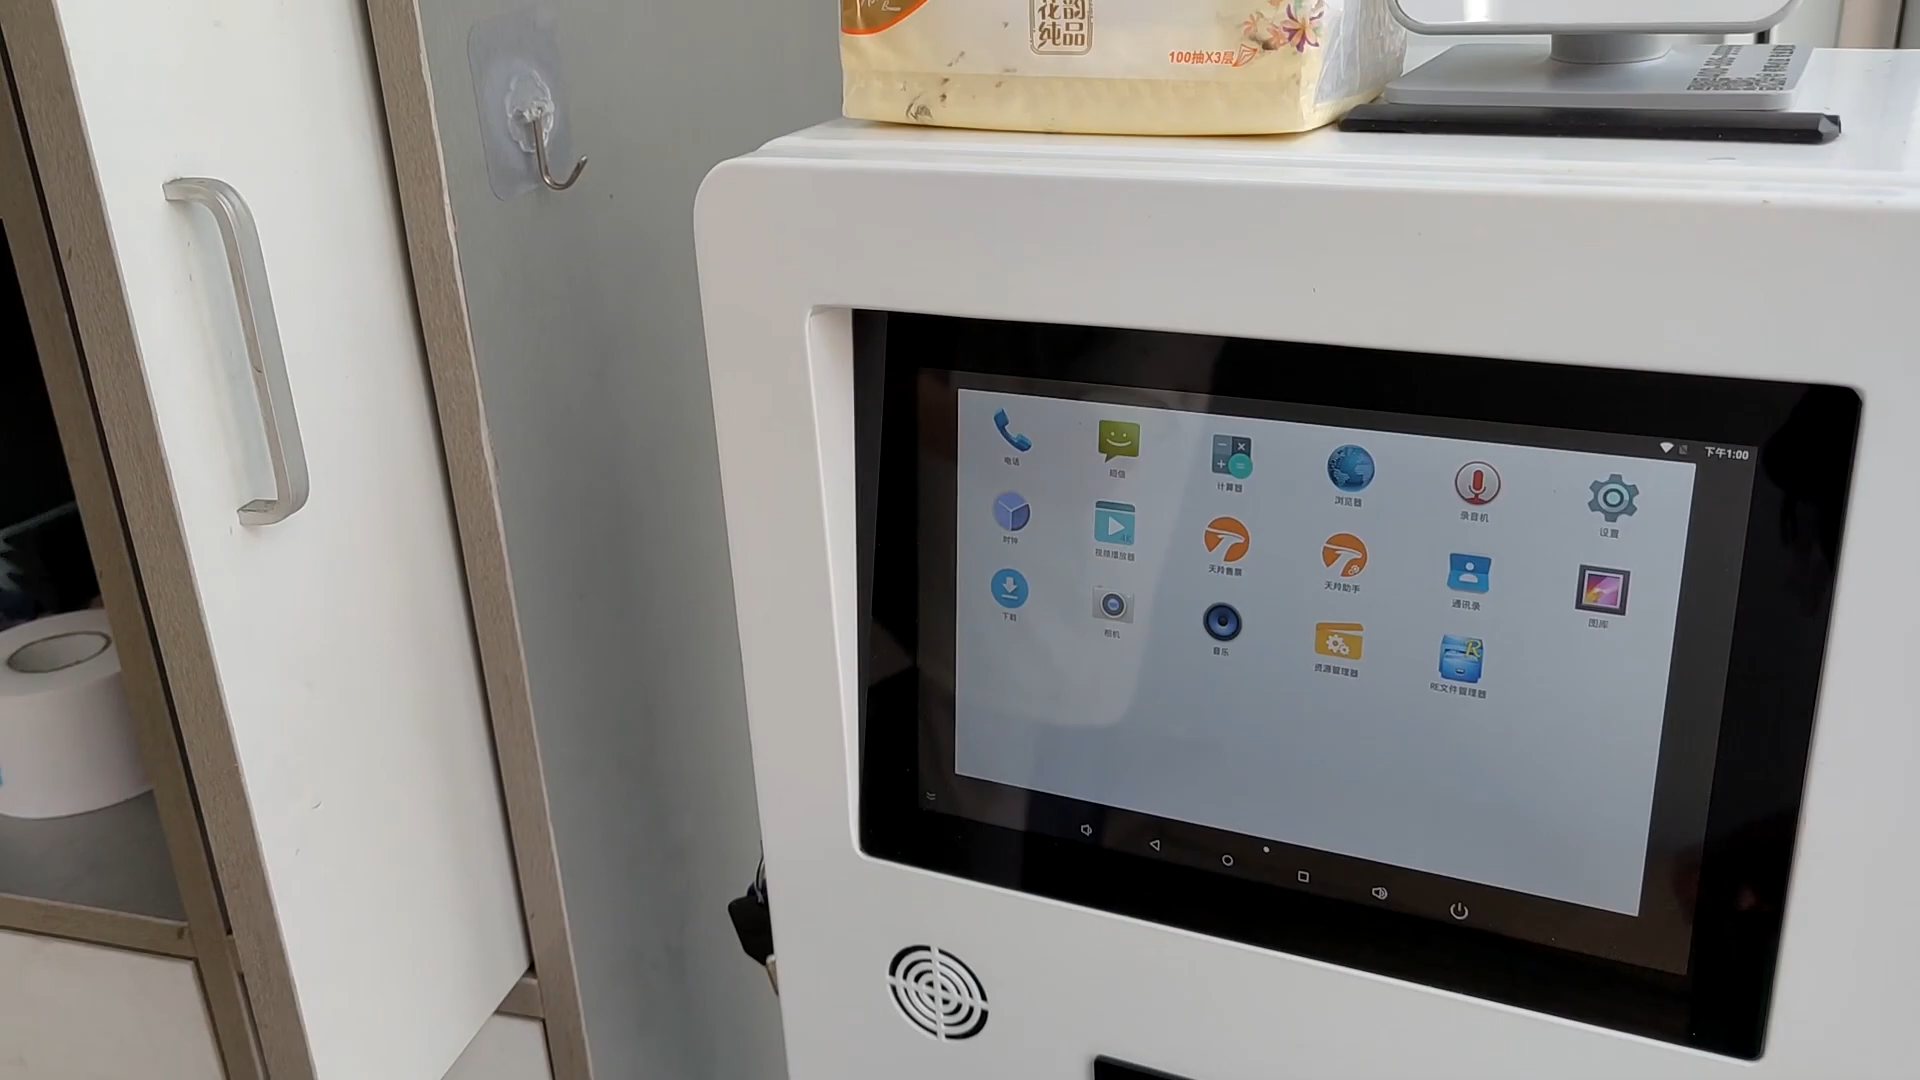 花韵
纯品
100抽X3层
下午1:00
电话
短信
计算器
浏览器
录音机
设置
时钟
视频播放器
4K
天羚售票
天羚助手
通讯录
图库
下载
相机
音乐
资源管理器
R
RE文件管理器